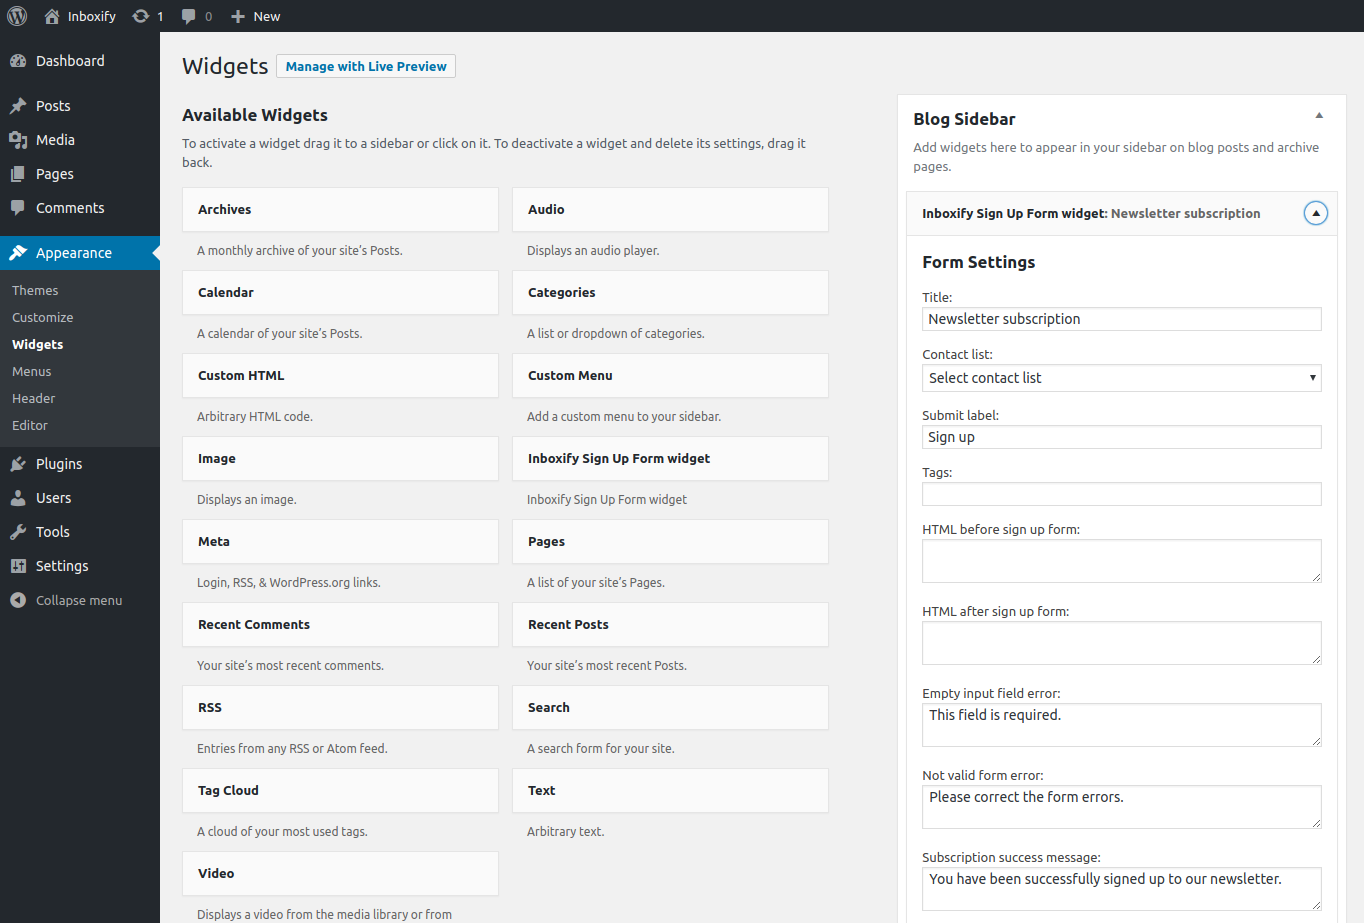 Inboxify 1 0 New
Dashboard
Posts
Media
Pages
Comments
Appearance
Themes
Customize
Widgets
Menus
Header
Editor
Plugins
Users
Tools
Settings
Collapse menu
Widgets Manage with Live Preview
Available Widgets
To activate a widget drag it to a sidebar or click on it. To deactivate a widget and delete its settings, drag it
back.
Archives
A monthly archive of your site's Posts.
Audio
Displays an audio player.
Calendar
A calendar of your site's Posts.
Categories
A list or dropdown of categories.
Custom HTML
Arbitrary HTML code.
Custom Menu
Add a custom menu to your sidebar.
Image
Displays an image.
Inboxify Sign Up Form widget
Inboxify Sign Up Form widget
Meta
Login, RSS, & WordPress.org links.
Pages
A list of your site's Pages.
Recent Comments
Your site's most recent comments.
Recent Posts
Your site's most recent Posts.
RSS
Entries from any RSS or Atom feed.
Search
A search form for your site.
Tag Cloud
A cloud of your most used tags.
Text
Arbitrary text.
Video
Displays a video from the media library or from
Blog Sidebar
Add widgets here to appear in your sidebar on blog posts and archive
pages.
Inboxify Sign Up Form widget: Newsletter subscription
Form Settings
Title:
Newsletter subscription
Contact list:
Select contact list
Submit label:
Sign up
Tags:
HTML before sign up form:
HTML after sign up form:
Empty input field error:
This field is required.
Not valid form error:
Please correct the form errors.
Subscription success message:
You have been successfully signed up to our newsletter.